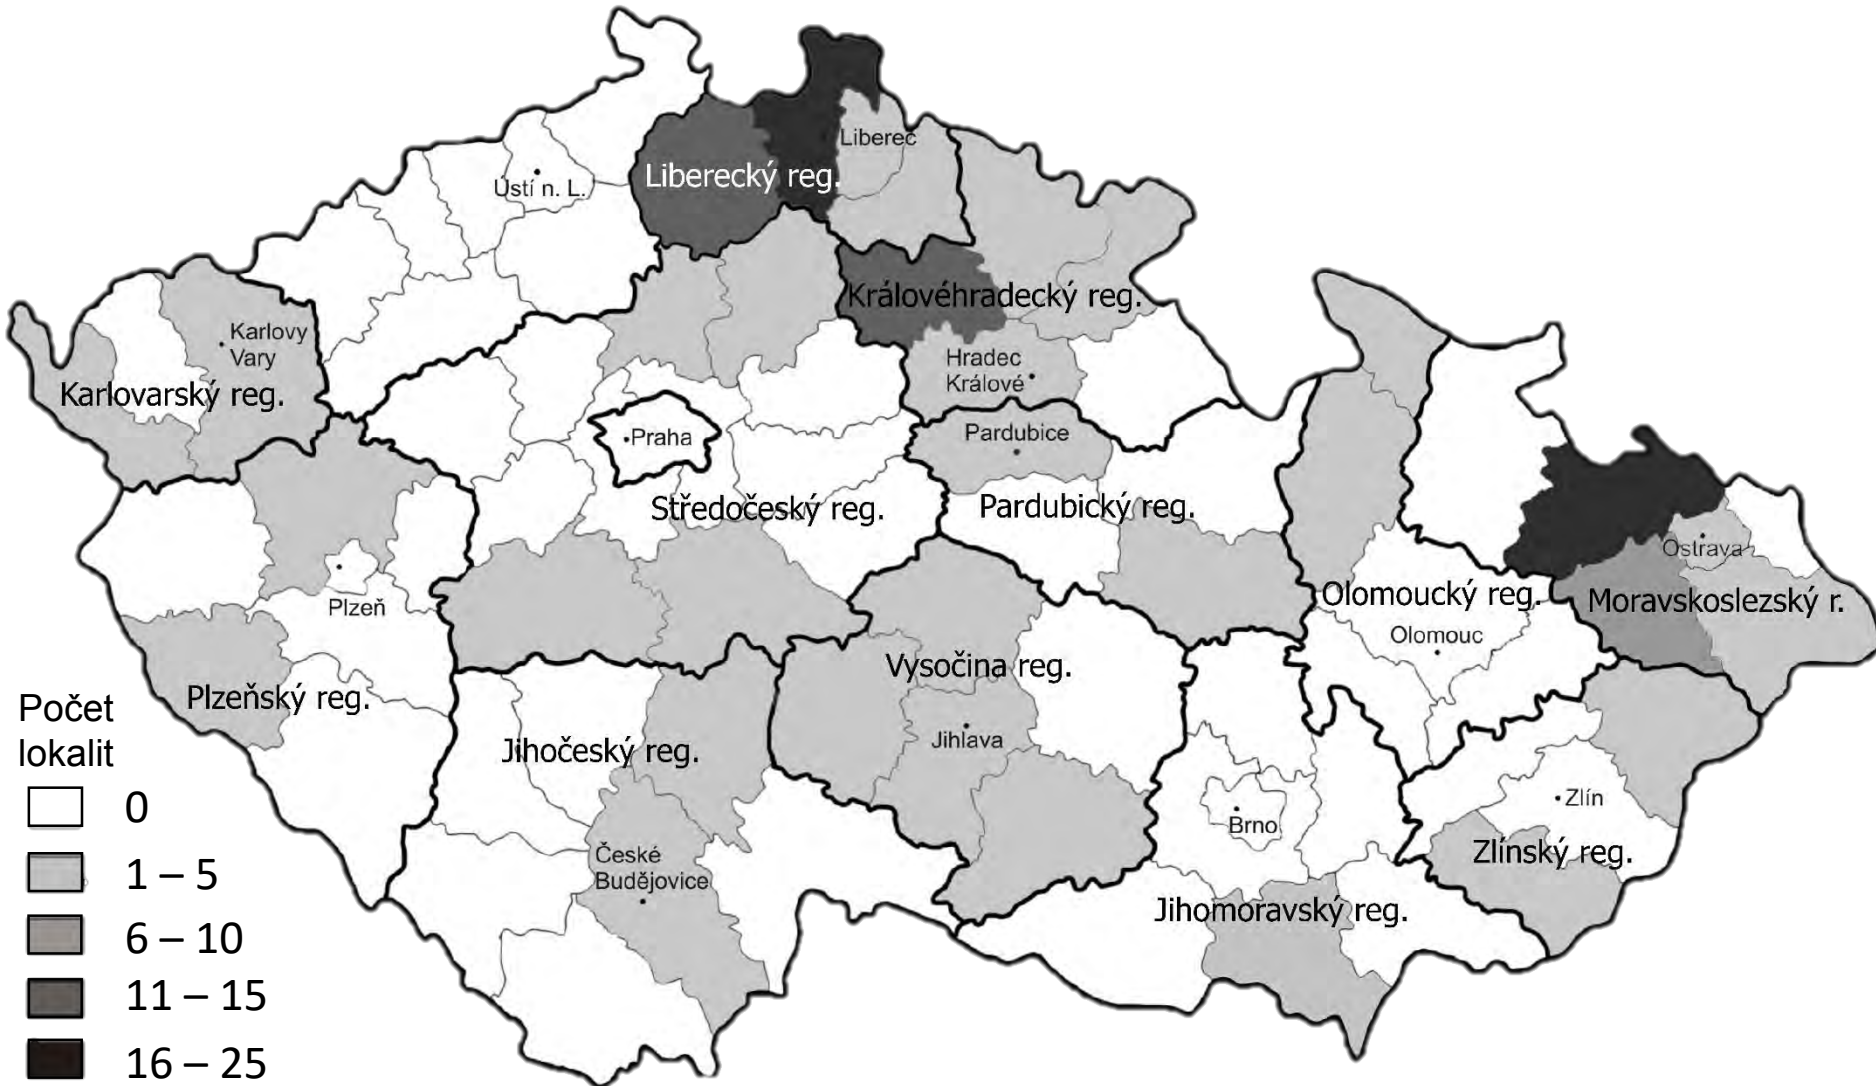 Liberec
Ústí n. L.
Liberecký reg.
Královéhradecký reg.
Karlovy
Vary
Karlovarský reg.
Hradec
Králové
Praha
Pardubice
Středočeský reg.
Pardubický reg.
Ostrava
Plzeň
Olomoucký reg.
Moravskoslezský r.
Olomouc
Vysočina reg.
Plzeňský reg.
Jihlava
Jihočeský reg.
Zlín
Brno
České
Budějovice
Zlínský reg.
Jihomoravský reg.
Počet
lokalit
0
1 – 5
6 – 10
11 – 15
16 – 25